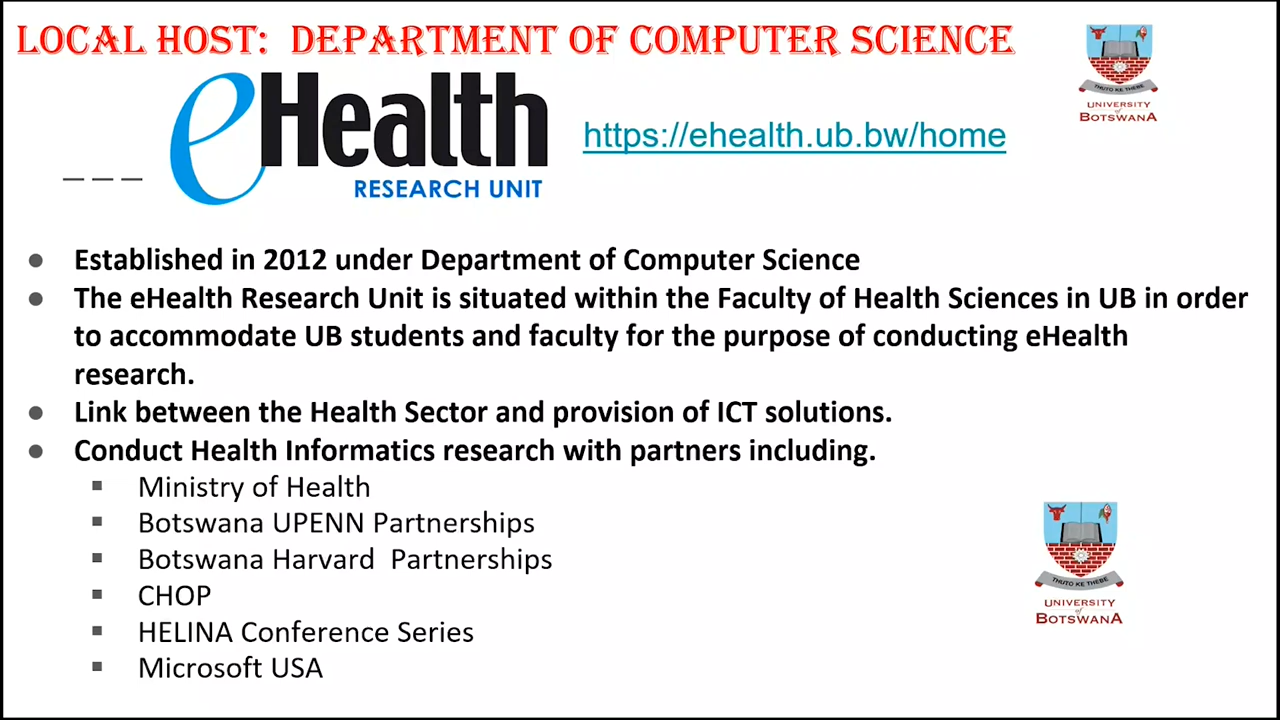 LOCAL HOST: DEPARTMENT OF COMPUTER SCIENCE
eHealth
RESEARCH UNIT
https://ehealth.ub.bw/home
THUTO KE THEBE
UNIVERSITY
of
BOTSWANA
● Established in 2012 under Department of Computer Science
● The eHealth Research Unit is situated within the Faculty of Health Sciences in UB in order
to accommodate UB students and faculty for the purpose of conducting eHealth
research.
● Link between the Health Sector and provision of ICT solutions.
● Conduct Health Informatics research with partners including.
▪ Ministry of Health
▪ Botswana UPENN Partnerships
▪ Botswana Harvard Partnerships
▪ CHOP
▪ HELINA Conference Series
▪ Microsoft USA
THUTO KE THEBE
UNIVERSITY
of
BOTSWANA